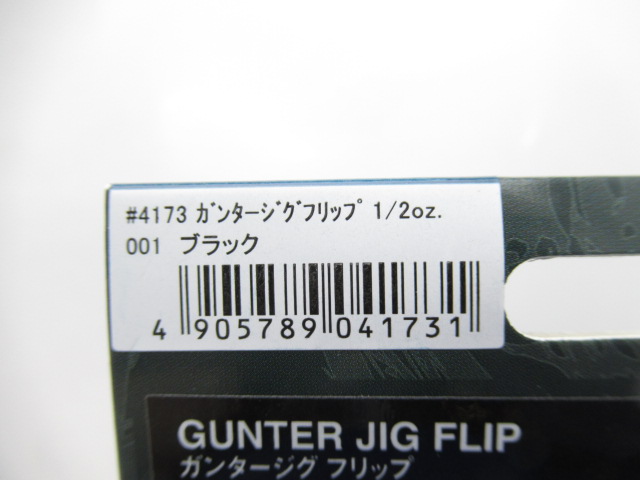 #4173 ｶﾞﾝﾀｰｼﾞｸﾞﾌﾘｯﾌﾟ 1/2oz.
001 ブラック
4 905789 041731
GUNTER JIG FLIP
ガンタージグ フリップ